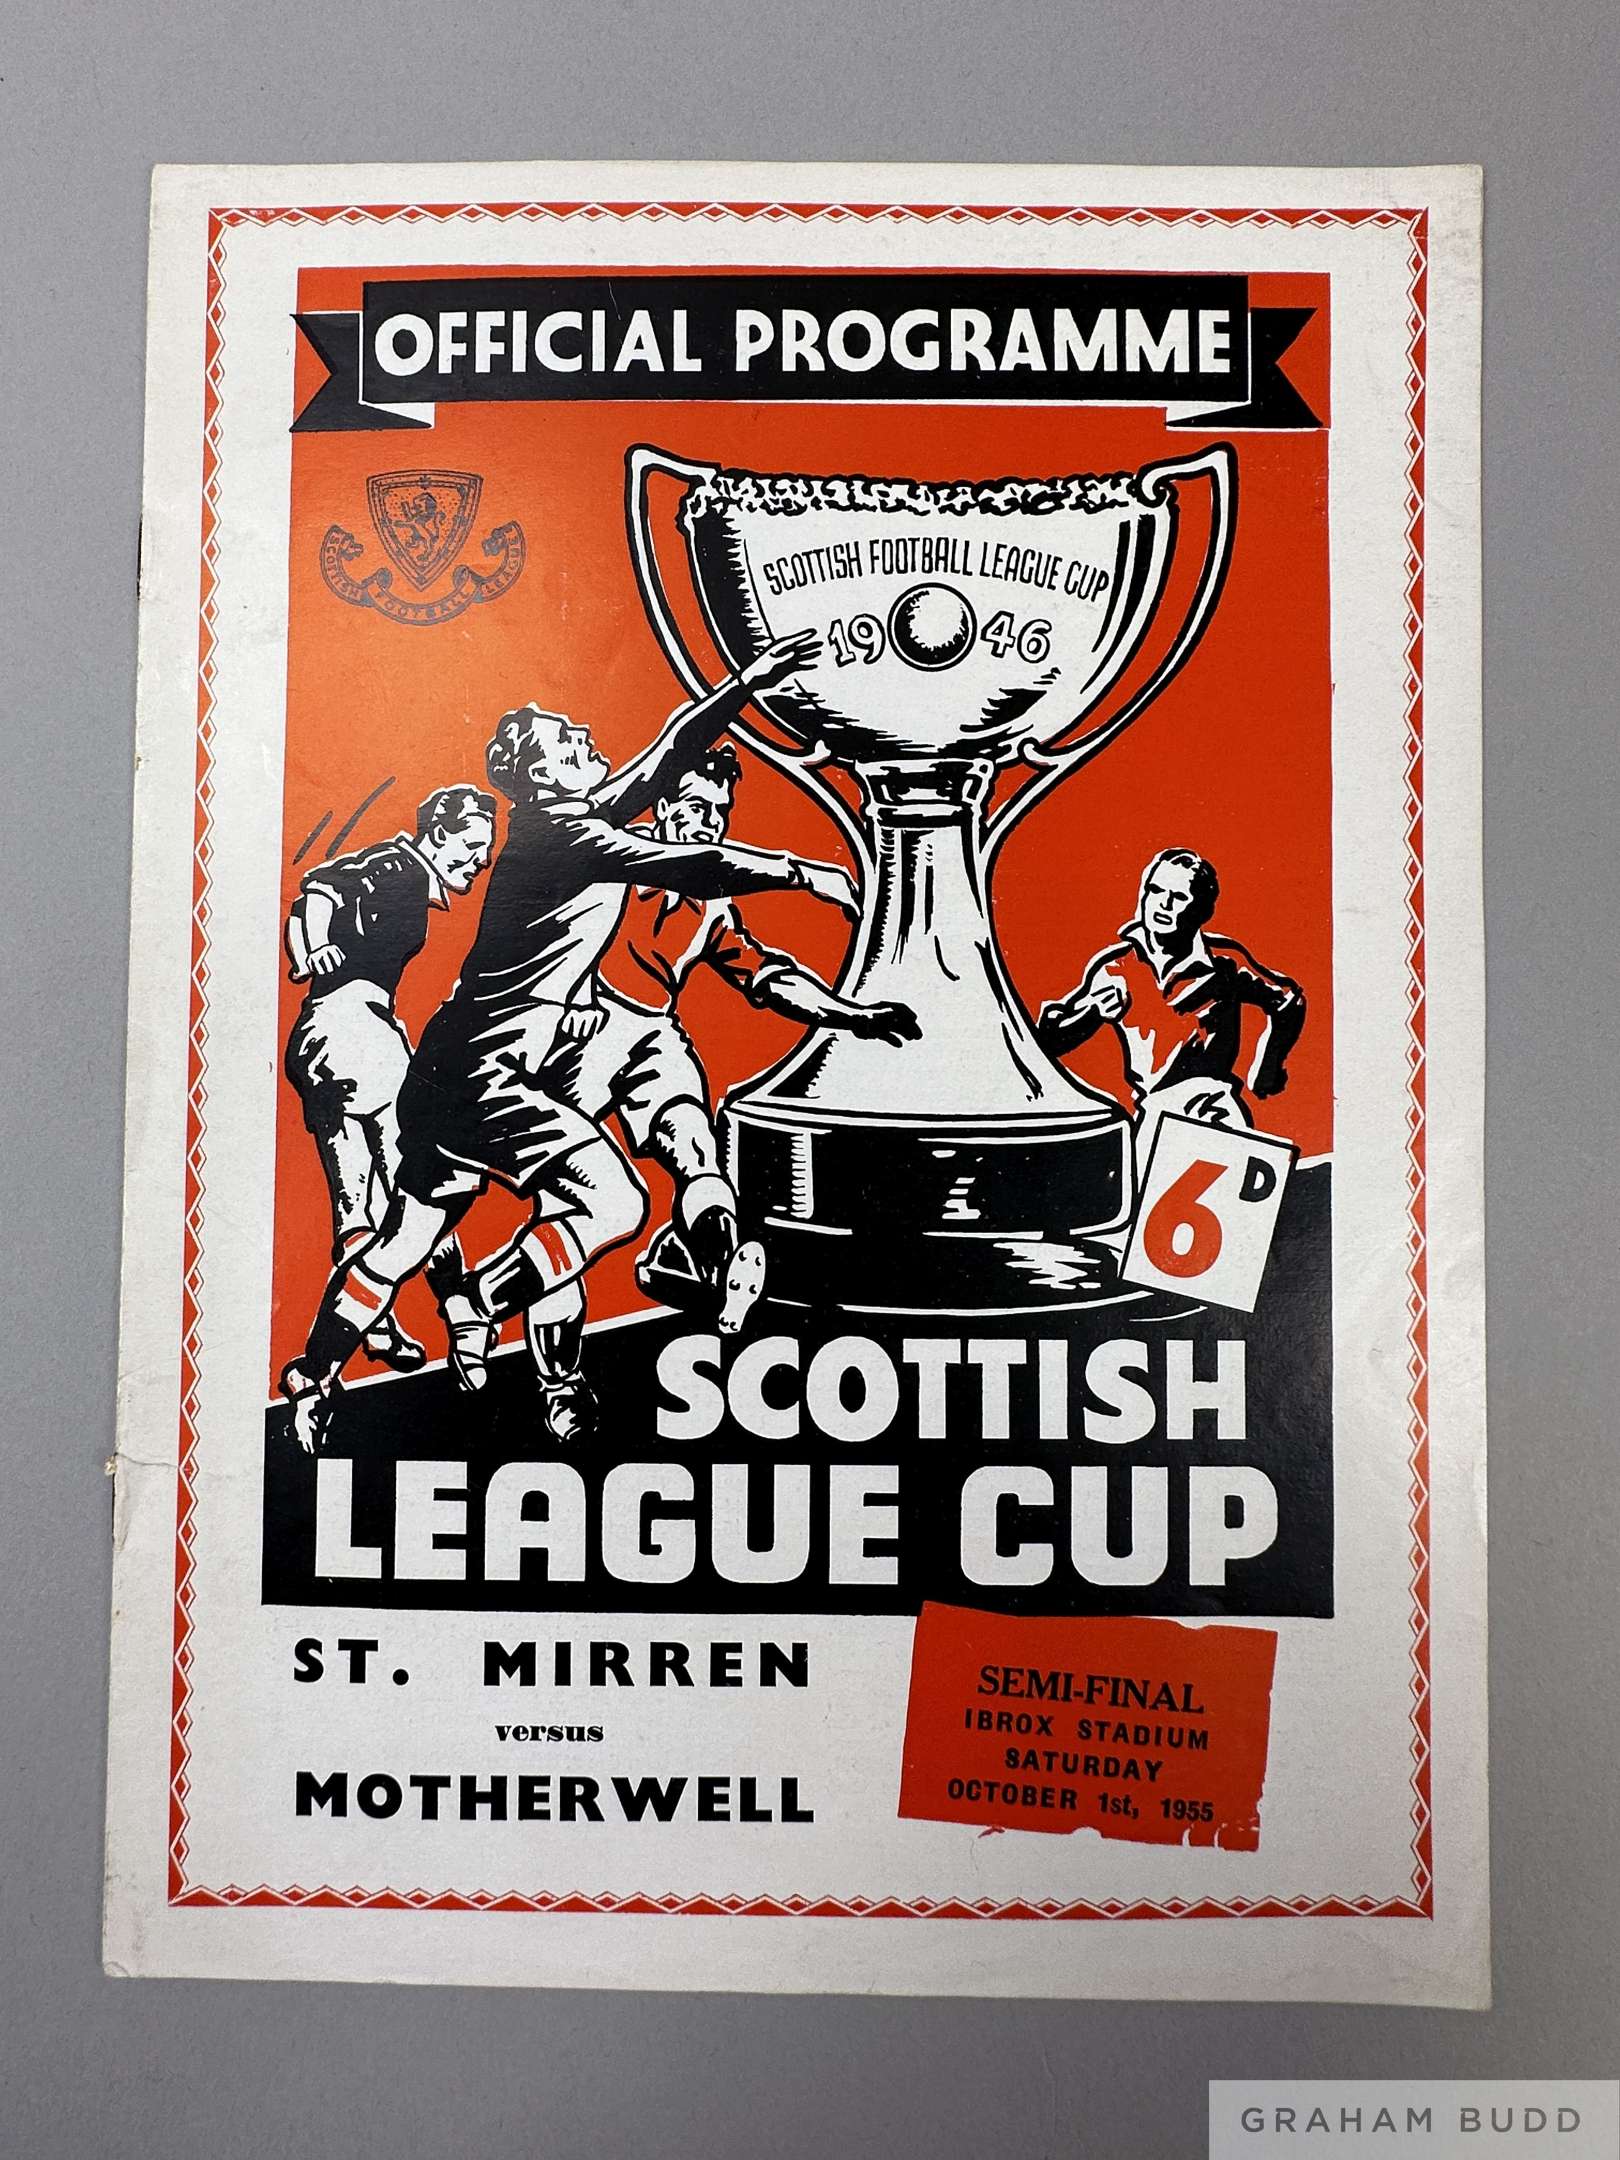 OFFICIAL PROGRAMME
SCOTTISH FOOTBALL LEAGUE
SCOTTISH FOOTBALL LEAGUE CUP
1946
6D
SCOTTISH
LEAGUE CUP
ST. MIRREN
versus
MOTHERWELL
SEMI-FINAL
IBROX STADIUM
SATURDAY
OCTOBER 1st, 1955
GRAHAM BUDD